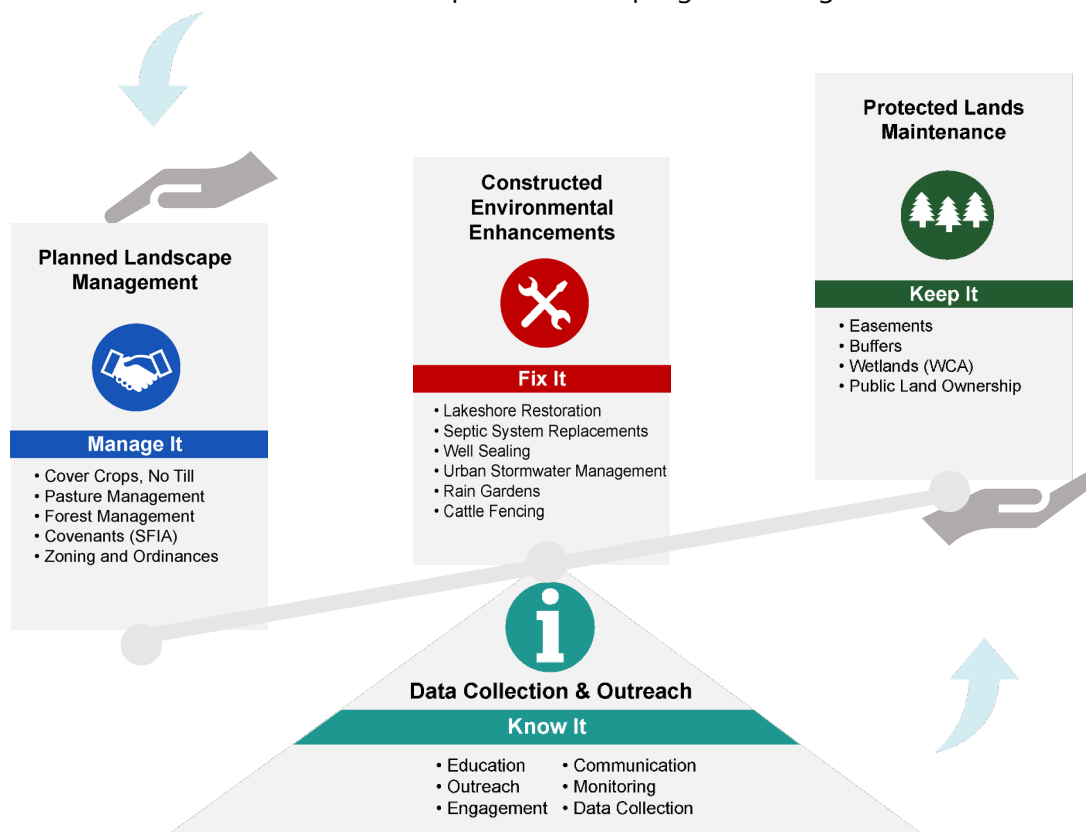 Protected Lands
Maintenance
Keep It
• Easements
• Buffers
• Wetlands (WCA)
• Public Land Ownership
Constructed
Environmental
Enhancements
Fix It
• Lakeshore Restoration
• Septic System Replacements
• Well Sealing
• Urban Stormwater Management
• Rain Gardens
• Cattle Fencing
Planned Landscape
Management
Manage It
• Cover Crops, No Till
• Pasture Management
• Forest Management
• Covenants (SFIA)
• Zoning and Ordinances
Data Collection & Outreach
Know It
• Education • Communication
• Outreach • Monitoring
• Engagement • Data Collection